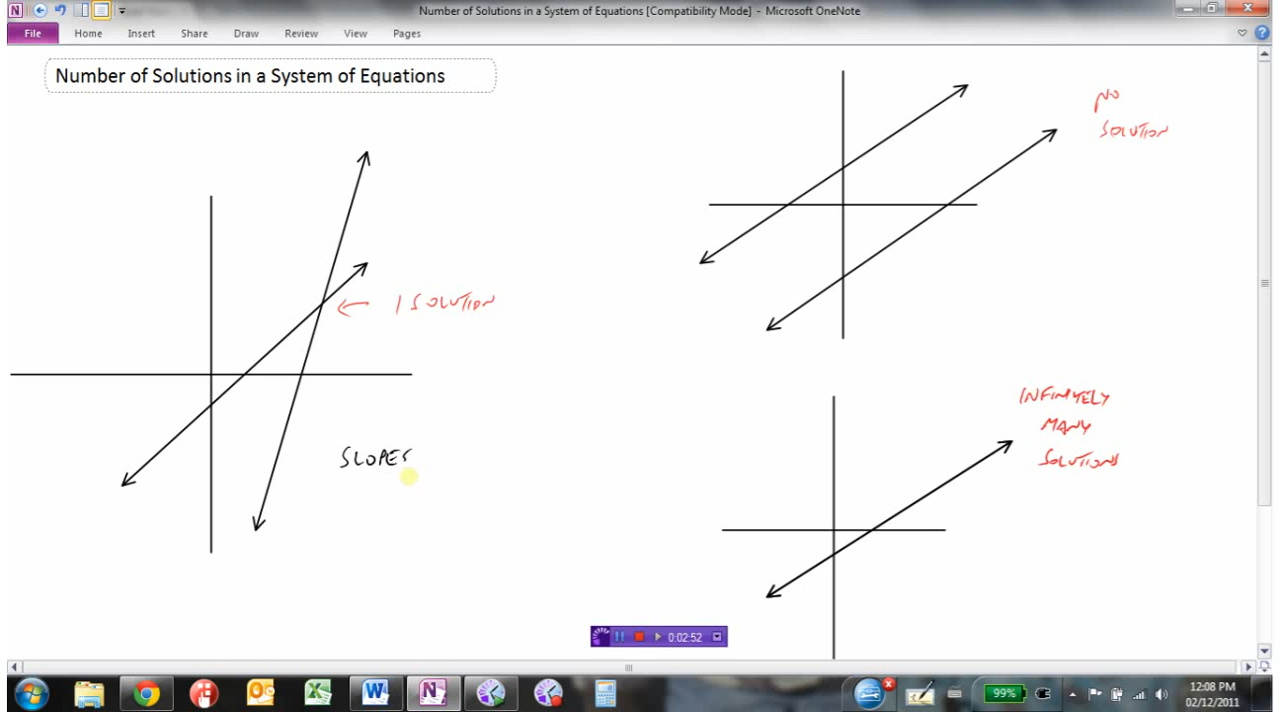 Number of Solutions in a System of Equations [Compatibility Mode] - Microsoft OneNote
File Home Insert Share Draw Review View Pages
Number of Solutions in a System of Equations
NO
SOLUTION
1 SOLUTION
INFINITELY
MANY
SOLUTIONS
SLOPES
0:02:52
99%
12:08 PM
02/12/2011